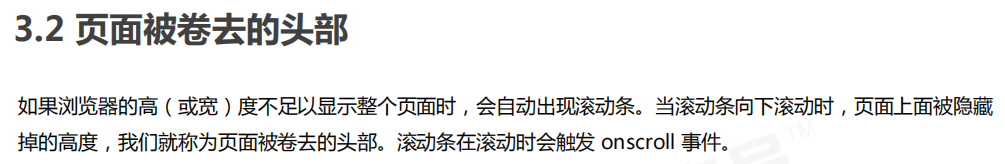 3.2 页面被卷去的头部
如果浏览器的高（或宽）度不足以显示整个页面时，会自动出现滚动条。当滚动条向下滚动时，页面上面被隐藏
掉的高度，我们就称为页面被卷去的头部。滚动条在滚动时会触发 onscroll 事件。